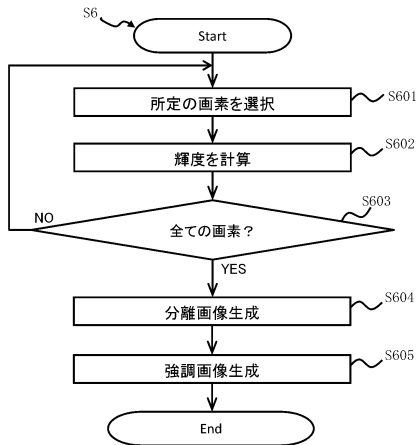 S6
Start
所定の画素を選択
S601
輝度を計算
S602
全ての画素？
S603
NO
YES
分離画像生成
S604
強調画像生成
S605
End